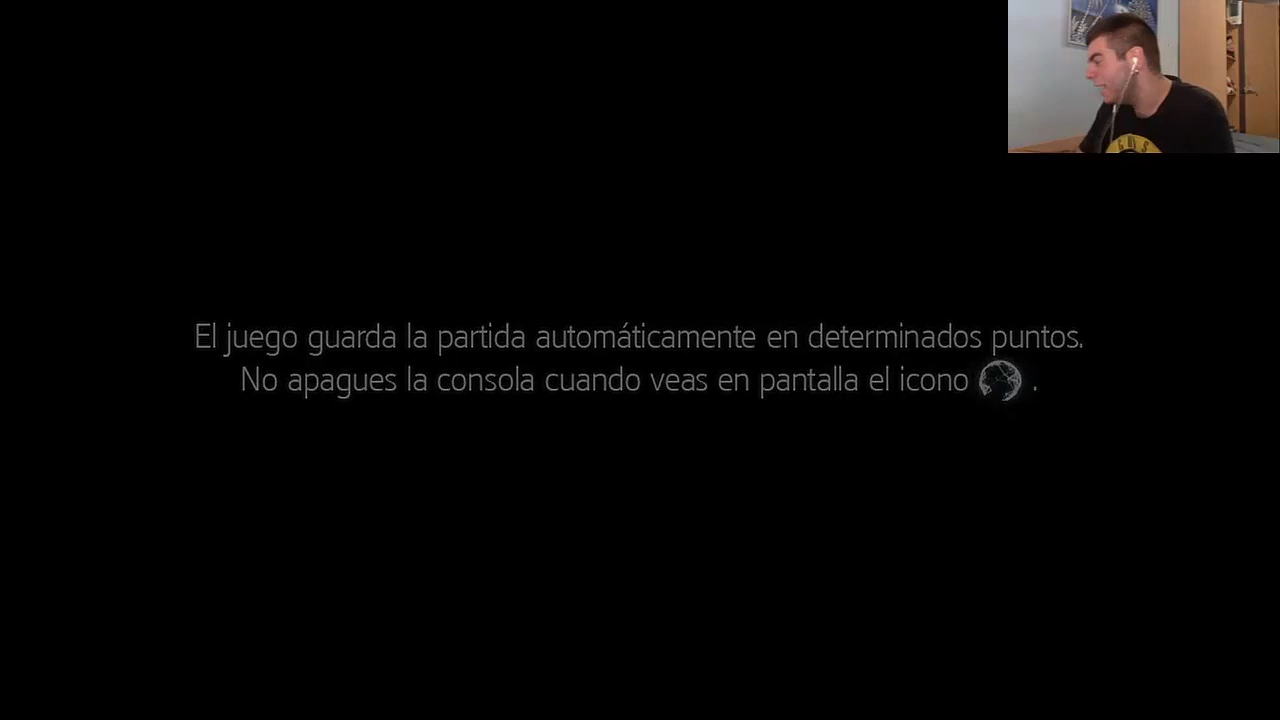 El juego guarda la partida automáticamente en determinados puntos.
No apagues la consola cuando veas en pantalla el icono .